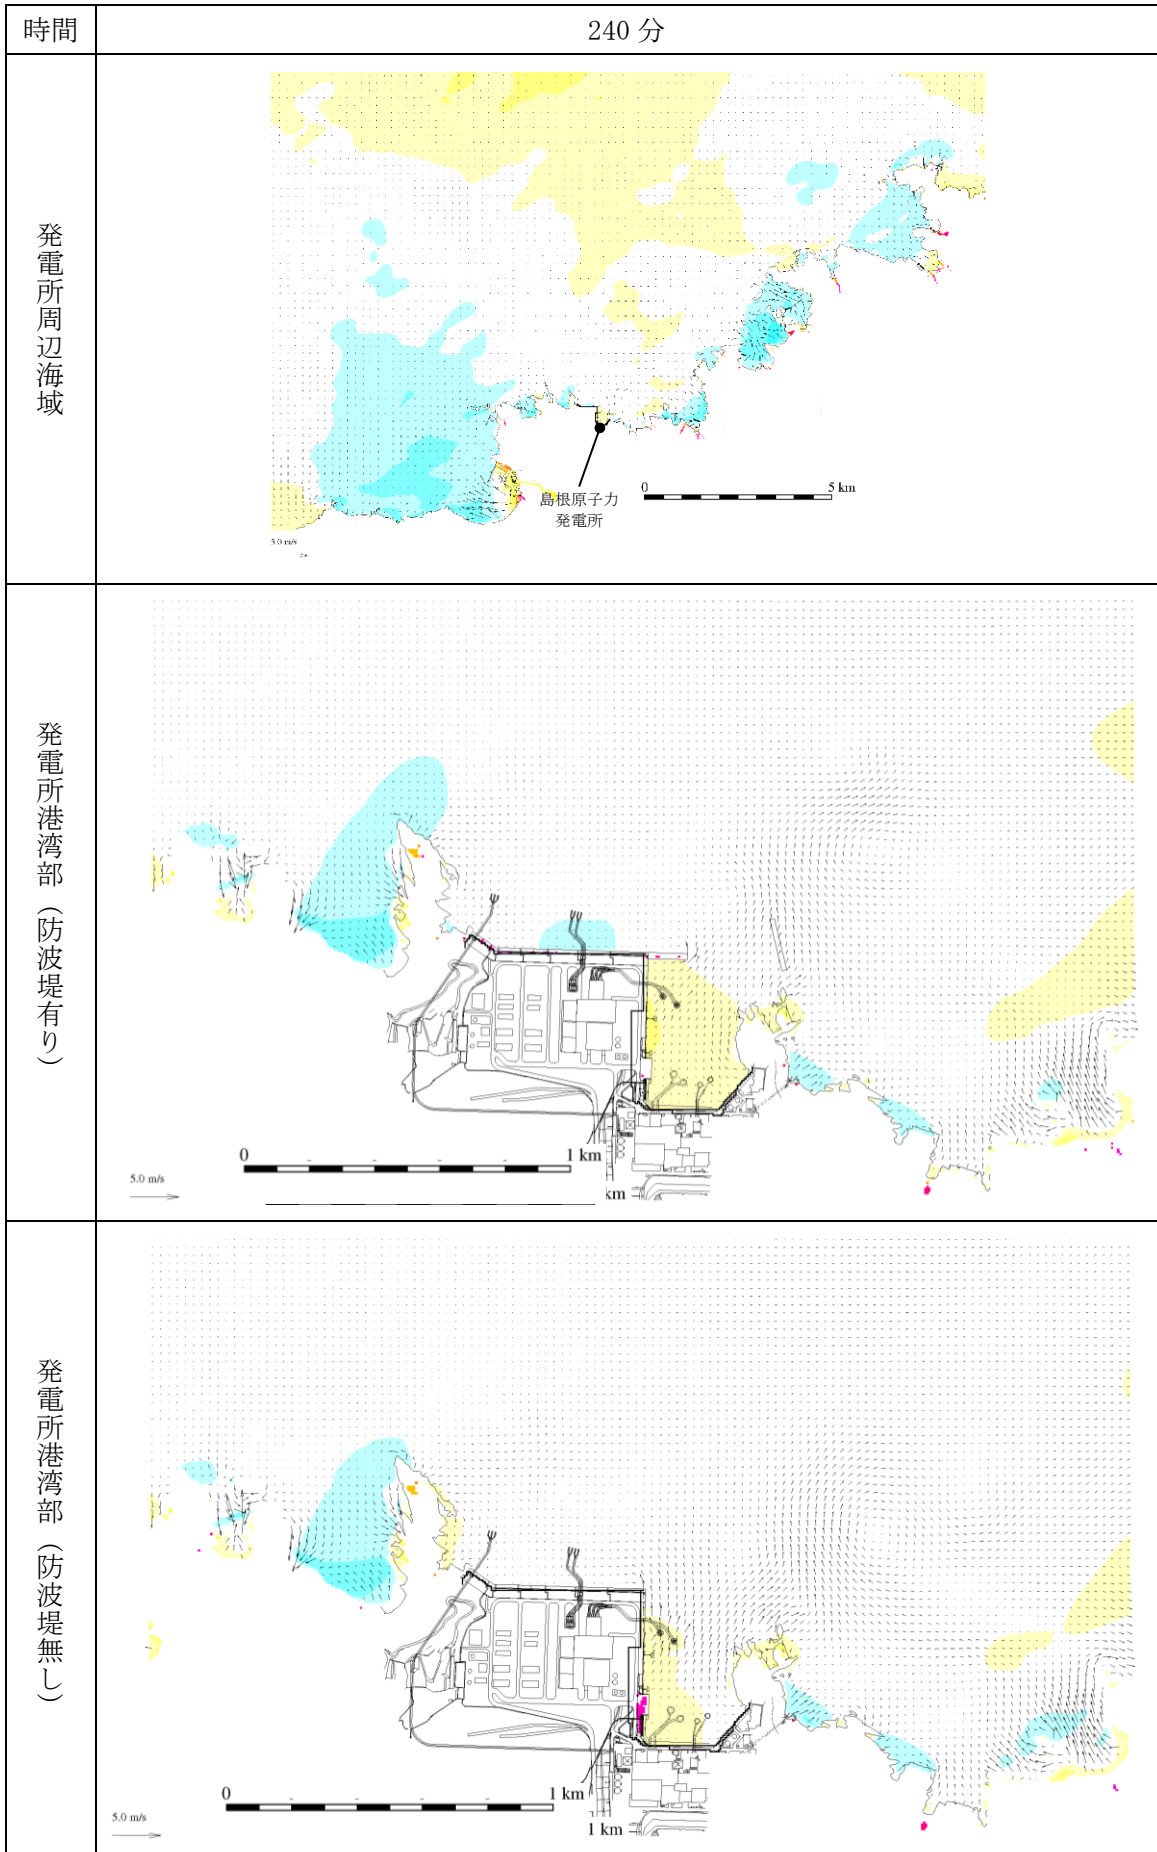 時間
240 分
発電所周辺海域
島根原子力
発電所
0
5 km
5.0 m/s
発電所港湾部（防波堤有り）
0
1 km
km
5.0 m/s
発電所港湾部（防波堤無し）
0
1 km
1 km
5.0 m/s